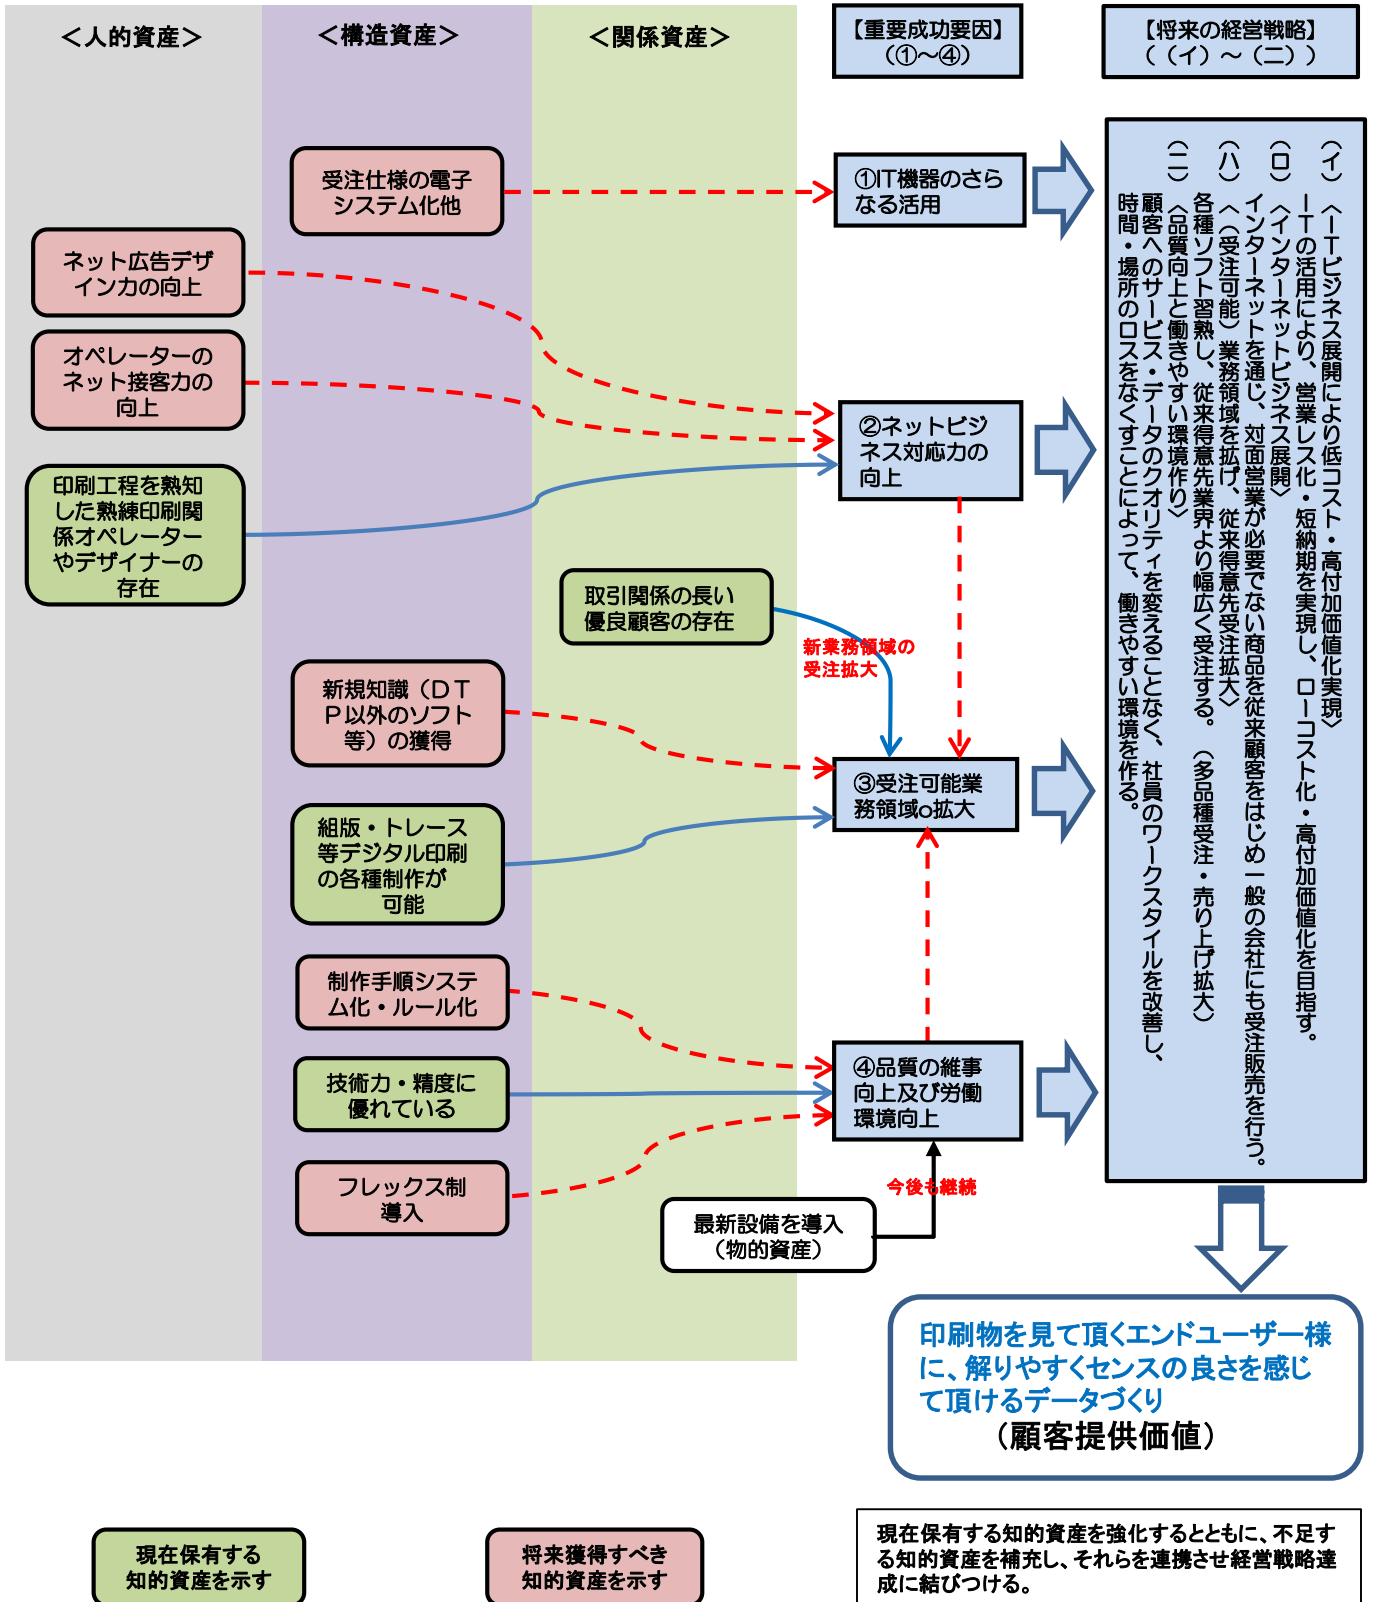 ＜人的資産＞
＜構造資産＞
＜関係資産＞
【重要成功要因】
（①～④）
【将来の経営戦略】
（（イ）～（ニ））
受注仕様の電子
システム化他
①IT機器のさら
なる活用
ネット広告デザ
イン力の向上
オペレーターの
ネット接客力の
向上
②ネットビジ
ネス対応力の
向上
印刷工程を熟知
した熟練印刷関
係オペレーター
やデザイナーの
存在
取引関係の長い
優良顧客の存在
新業務領域の
受注拡大
新規知識（ＤＴ
Ｐ以外のソフト
等）の獲得
③受注可能業
務領域o拡大
組版・トレース
等デジタル印刷
の各種制作が
可能
制作手順システ
ム化・ルール化
④品質の維事
向上及び労働
環境向上
技術力・精度に
優れている
フレックス制
導入
今後も継続
最新設備を導入
（物的資産）
（イ）〈ＩＴビジネス展開により低コスト・高付加価値化実現〉
ＩＴの活用により、営業レス化・短納期を実現し、ローコスト化・高付加価値化を目指す。
（ロ）〈インターネットビジネス展開〉
インターネットを通じ、対面営業が必要でない商品を従来顧客をはじめ一般の会社にも受注販売を行う。
（ハ）〈（受注可能）業務領域を拡げ、従来得意先受注拡大〉
各種ソフト習熟し、従来得意先業界より幅広く受注する。（多品種受注・売り上げ拡大）
（ニ）〈品質向上と働きやすい環境作り〉
顧客へのサービス・データのクオリティを変えることなく、社員のワークスタイルを改善し、
時間・場所のロスをなくすことによって、働きやすい環境を作る。
印刷物を見て頂くエンドユーザー様
に、解りやすくセンスの良さを感じ
て頂けるデータづくり
（顧客提供価値）
現在保有する
知的資産を示す
将来獲得すべき
知的資産を示す
現在保有する知的資産を強化するとともに、不足す
る知的資産を補充し、それらを連携させ経営戦略達
成に結びつける。